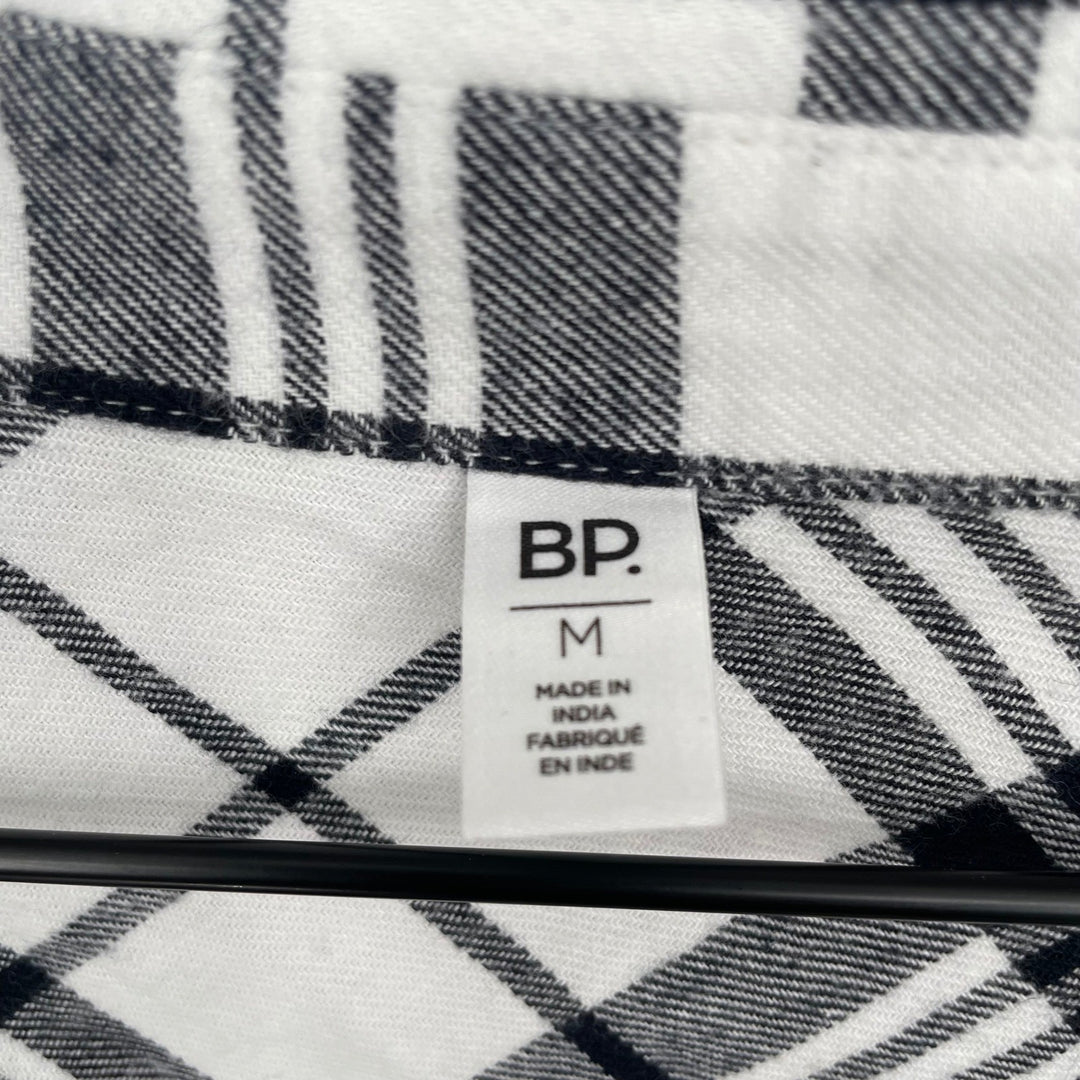 BP.
M
MADE IN
INDIA
FABRIQUÉ
EN INDE